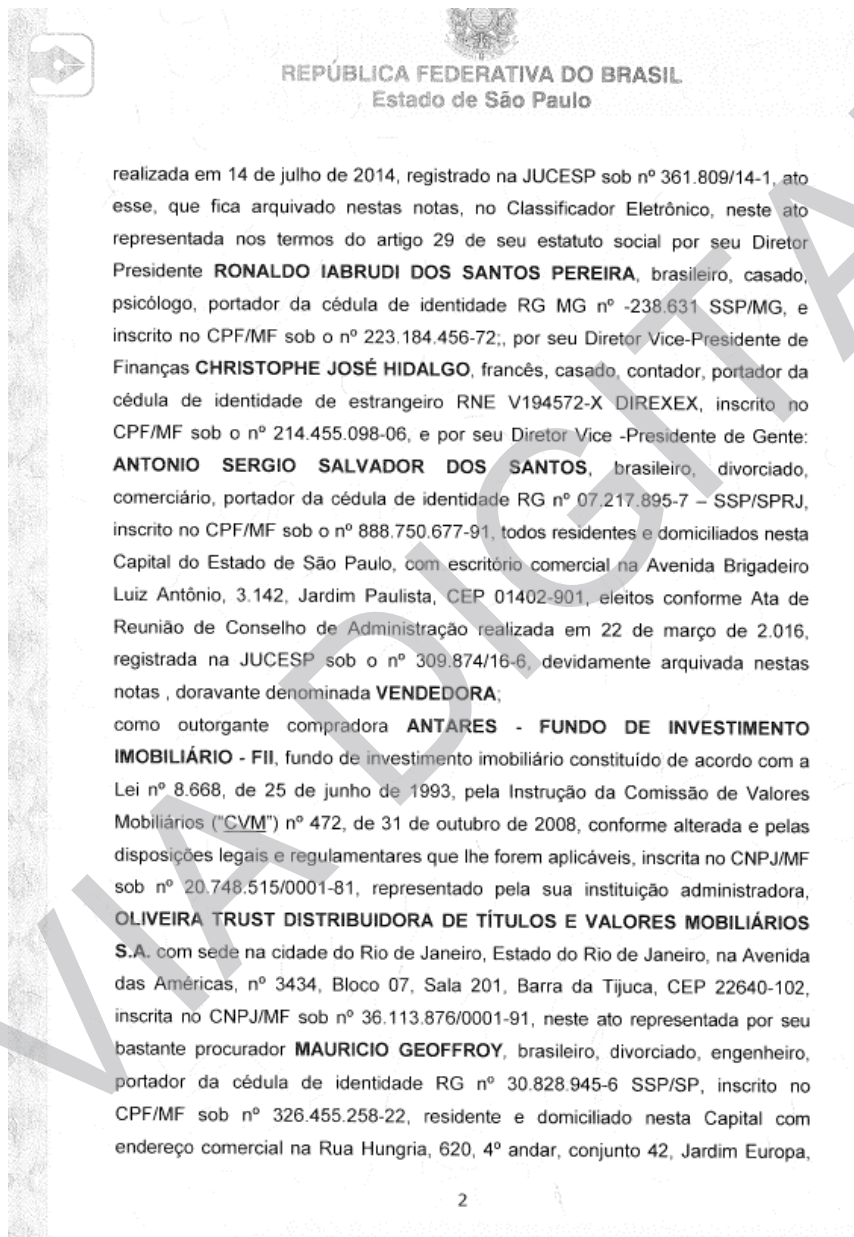 REPÚBLICA FEDERATIVA DO BRASIL
Estado de São Paulo
realizada em 14 de julho de 2014, registrado na JUCESP sob nº 361.809/14-1, ato
esse, que fica arquivado nestas notas, no Classificador Eletrônico, neste ato
representada nos termos do artigo 29 de seu estatuto social por seu Diretor
Presidente RONALDO IABRUDI DOS SANTOS PEREIRA, brasileiro, casado,
psicólogo, portador da cédula de identidade RG MG nº -238.631 SSP/MG, e
inscrito no CPF/MF sob o nº 223.184.456-72;, por seu Diretor Vice-Presidente de
Finanças CHRISTOPHE JOSÉ HIDALGO, francês, casado, contador, portador da
cédula de identidade de estrangeiro RNE V194572-X DIREXEX, inscrito no
CPF/MF sob o nº 214.455.098-06, e por seu Diretor Vice -Presidente de Gente:
ANTONIO SERGIO SALVADOR DOS SANTOS, brasileiro, divorciado,
comerciário, portador da cédula de identidade RG nº 07.217.895-7 – SSP/SPRJ,
inscrito no CPF/MF sob o nº 888.750.677-91, todos residentes e domiciliados nesta
Capital do Estado de São Paulo, com escritório comercial na Avenida Brigadeiro
Luiz Antônio, 3.142, Jardim Paulista, CEP 01402-901, eleitos conforme Ata de
Reunião de Conselho de Administração realizada em 22 de março de 2.016,
registrada na JUCESP sob o nº 309.874/16-6, devidamente arquivada nestas
notas , doravante denominada VENDEDORA;
como outorgante compradora ANTARES - FUNDO DE INVESTIMENTO
IMOBILIÁRIO - FII, fundo de investimento imobiliário constituído de acordo com a
Lei nº 8.668, de 25 de junho de 1993, pela Instrução da Comissão de Valores
Mobiliários ("CVM") nº 472, de 31 de outubro de 2008, conforme alterada e pelas
disposições legais e regulamentares que lhe forem aplicáveis, inscrita no CNPJ/MF
sob nº 20.748.515/0001-81, representado pela sua instituição administradora,
OLIVEIRA TRUST DISTRIBUIDORA DE TÍTULOS E VALORES MOBILIÁRIOS
S.A. com sede na cidade do Rio de Janeiro, Estado do Rio de Janeiro, na Avenida
das Américas, nº 3434, Bloco 07, Sala 201, Barra da Tijuca, CEP 22640-102,
inscrita no CNPJ/MF sob nº 36.113.876/0001-91, neste ato representada por seu
bastante procurador MAURICIO GEOFFROY, brasileiro, divorciado, engenheiro,
portador da cédula de identidade RG nº 30.828.945-6 SSP/SP, inscrito no
CPF/MF sob nº 326.455.258-22, residente e domiciliado nesta Capital com
endereço comercial na Rua Hungria, 620, 4º andar, conjunto 42, Jardim Europa,
2
VIA DIGITA